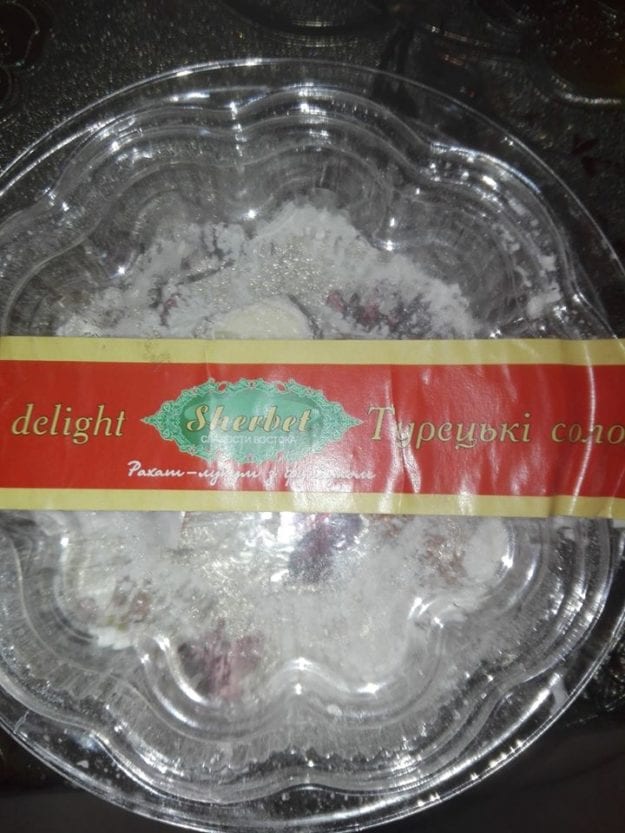 delight Sherbet Турецькі соло
СЛАДОСТИ ВОСТОКА
Рахат-лукум з